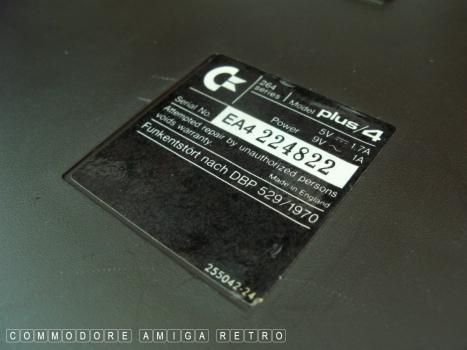 264 series
Model plus/4
Power 5V ⎓ 1.7A
9V ∼ 1A
Serial No. EA4 224822
Attempted repair by unauthorized persons
voids warranty. Made in England
Funkentstört nach DBP 529/1970
255042-24
COMMODORE AMIGA RETRO